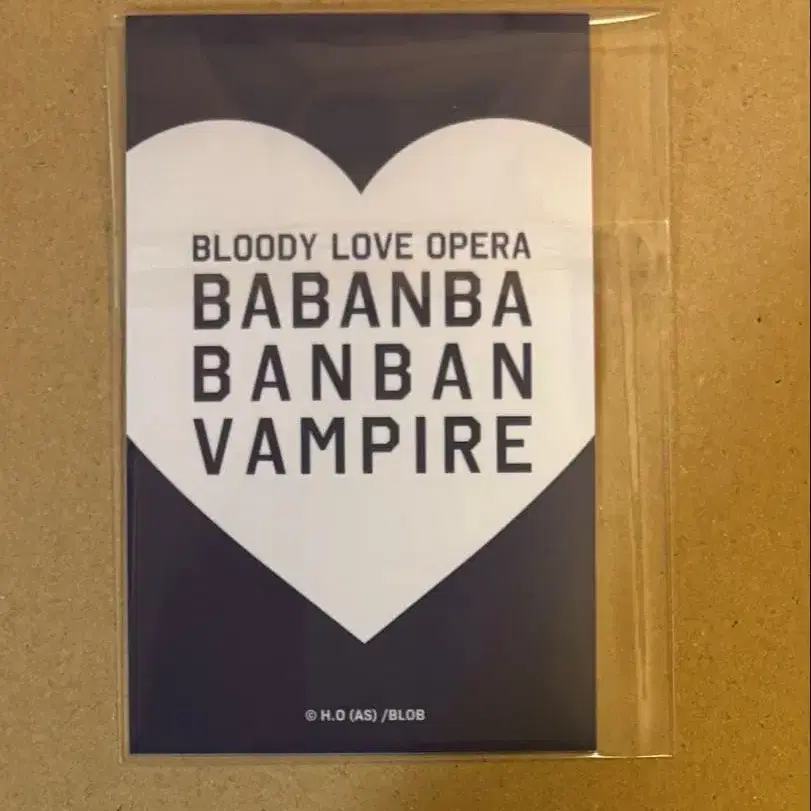 BLOODY LOVE OPERA
BABANBA
BANBAN
VAMPIRE
© H.O (AS) /BLOB